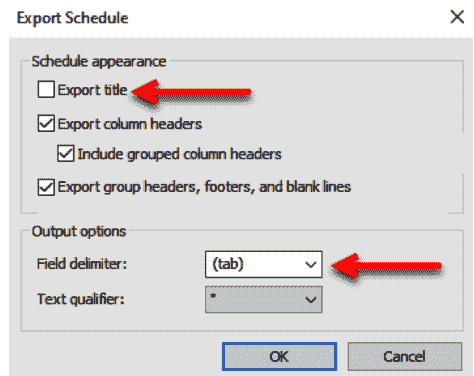 Export Schedule
Schedule appearance
Export title
Export column headers
Include grouped column headers
Export group headers, footers, and blank lines
Output options
Field delimiter: (tab)
Text qualifier: "
OK Cancel